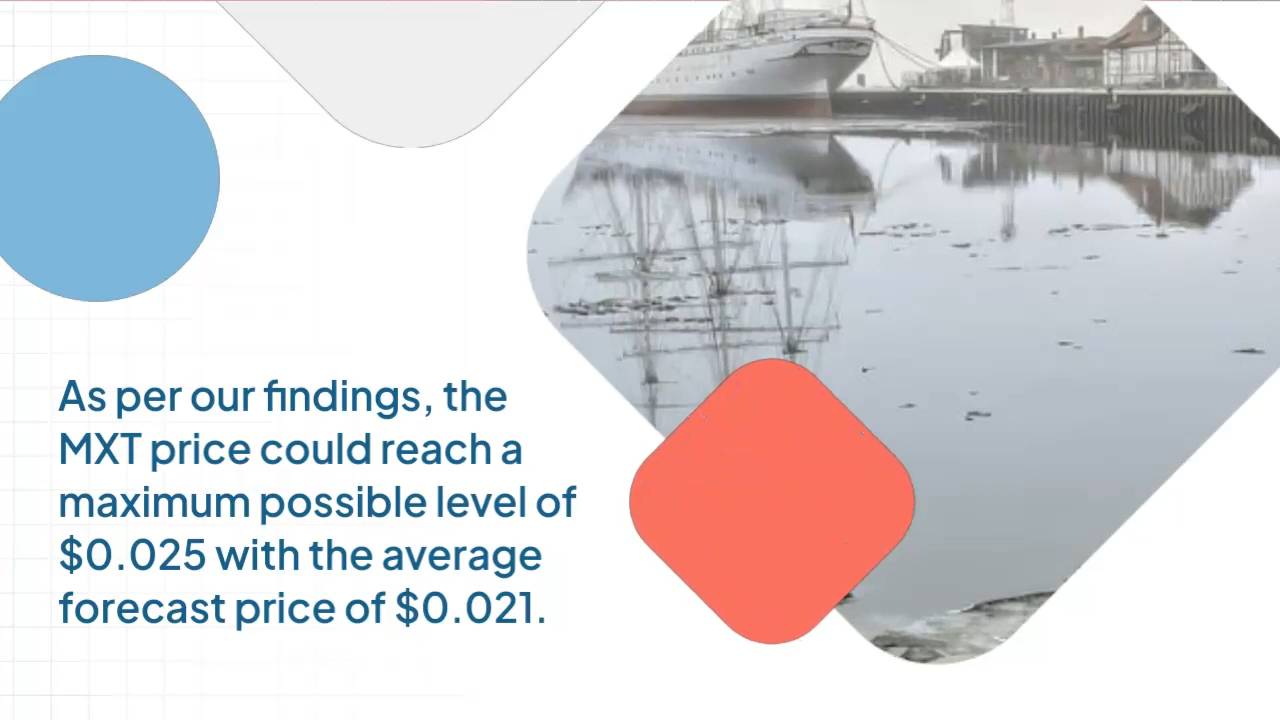 As per our findings, the
MXT price could reach a
maximum possible level of
$0.025 with the average
forecast price of $0.021.